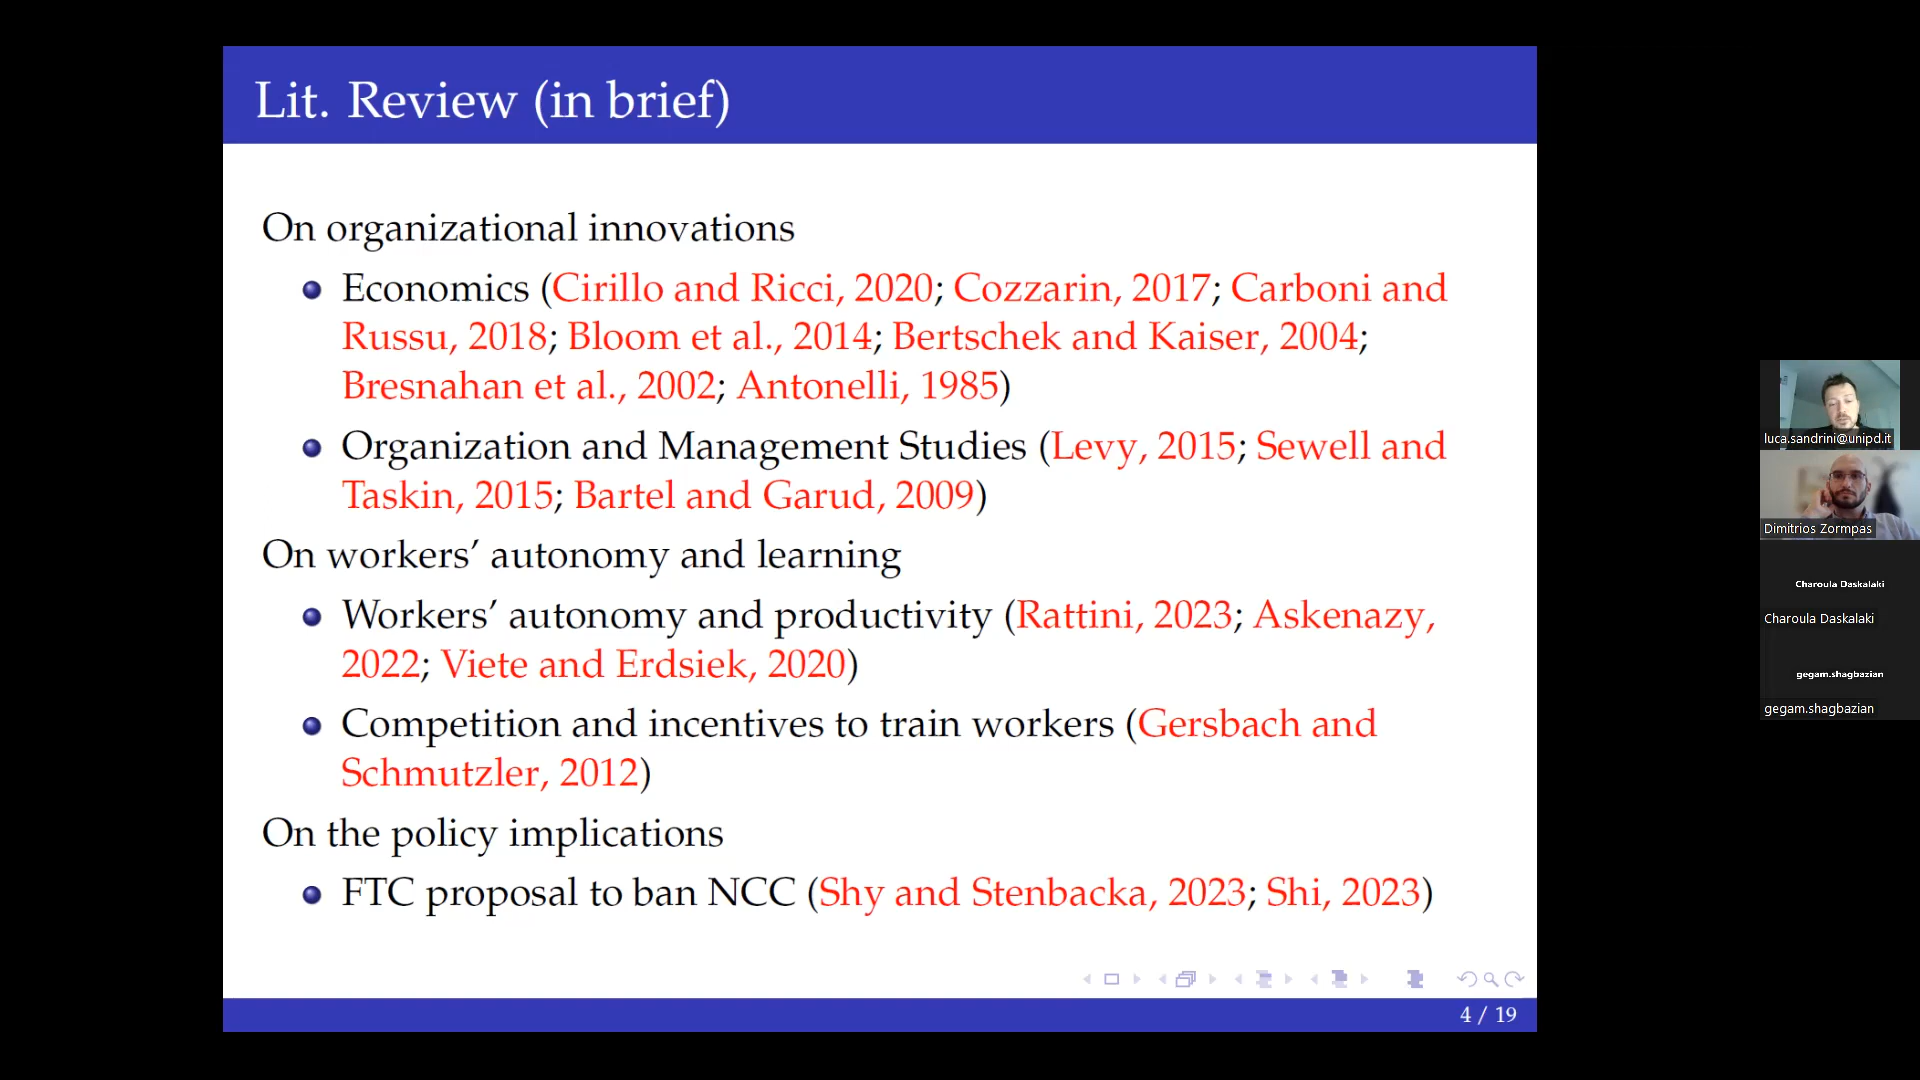 Lit. Review (in brief)
On organizational innovations
Economics (Cirillo and Ricci, 2020; Cozzarin, 2017; Carboni and
Russu, 2018; Bloom et al., 2014; Bertschek and Kaiser, 2004;
Bresnahan et al., 2002; Antonelli, 1985)
Organization and Management Studies (Levy, 2015; Sewell and
Taskin, 2015; Bartel and Garud, 2009)
On workers’ autonomy and learning
Workers’ autonomy and productivity (Rattini, 2023; Askenazy,
2022; Viete and Erdsiek, 2020)
Competition and incentives to train workers (Gersbach and
Schmutzler, 2012)
On the policy implications
FTC proposal to ban NCC (Shy and Stenbacka, 2023; Shi, 2023)
4 / 19
luca.sandrini@unipd.it
Dimitrios Zormpas
Charoula Daskalaki
Charoula Daskalaki
gegam.shagbazian
gegam.shagbazian